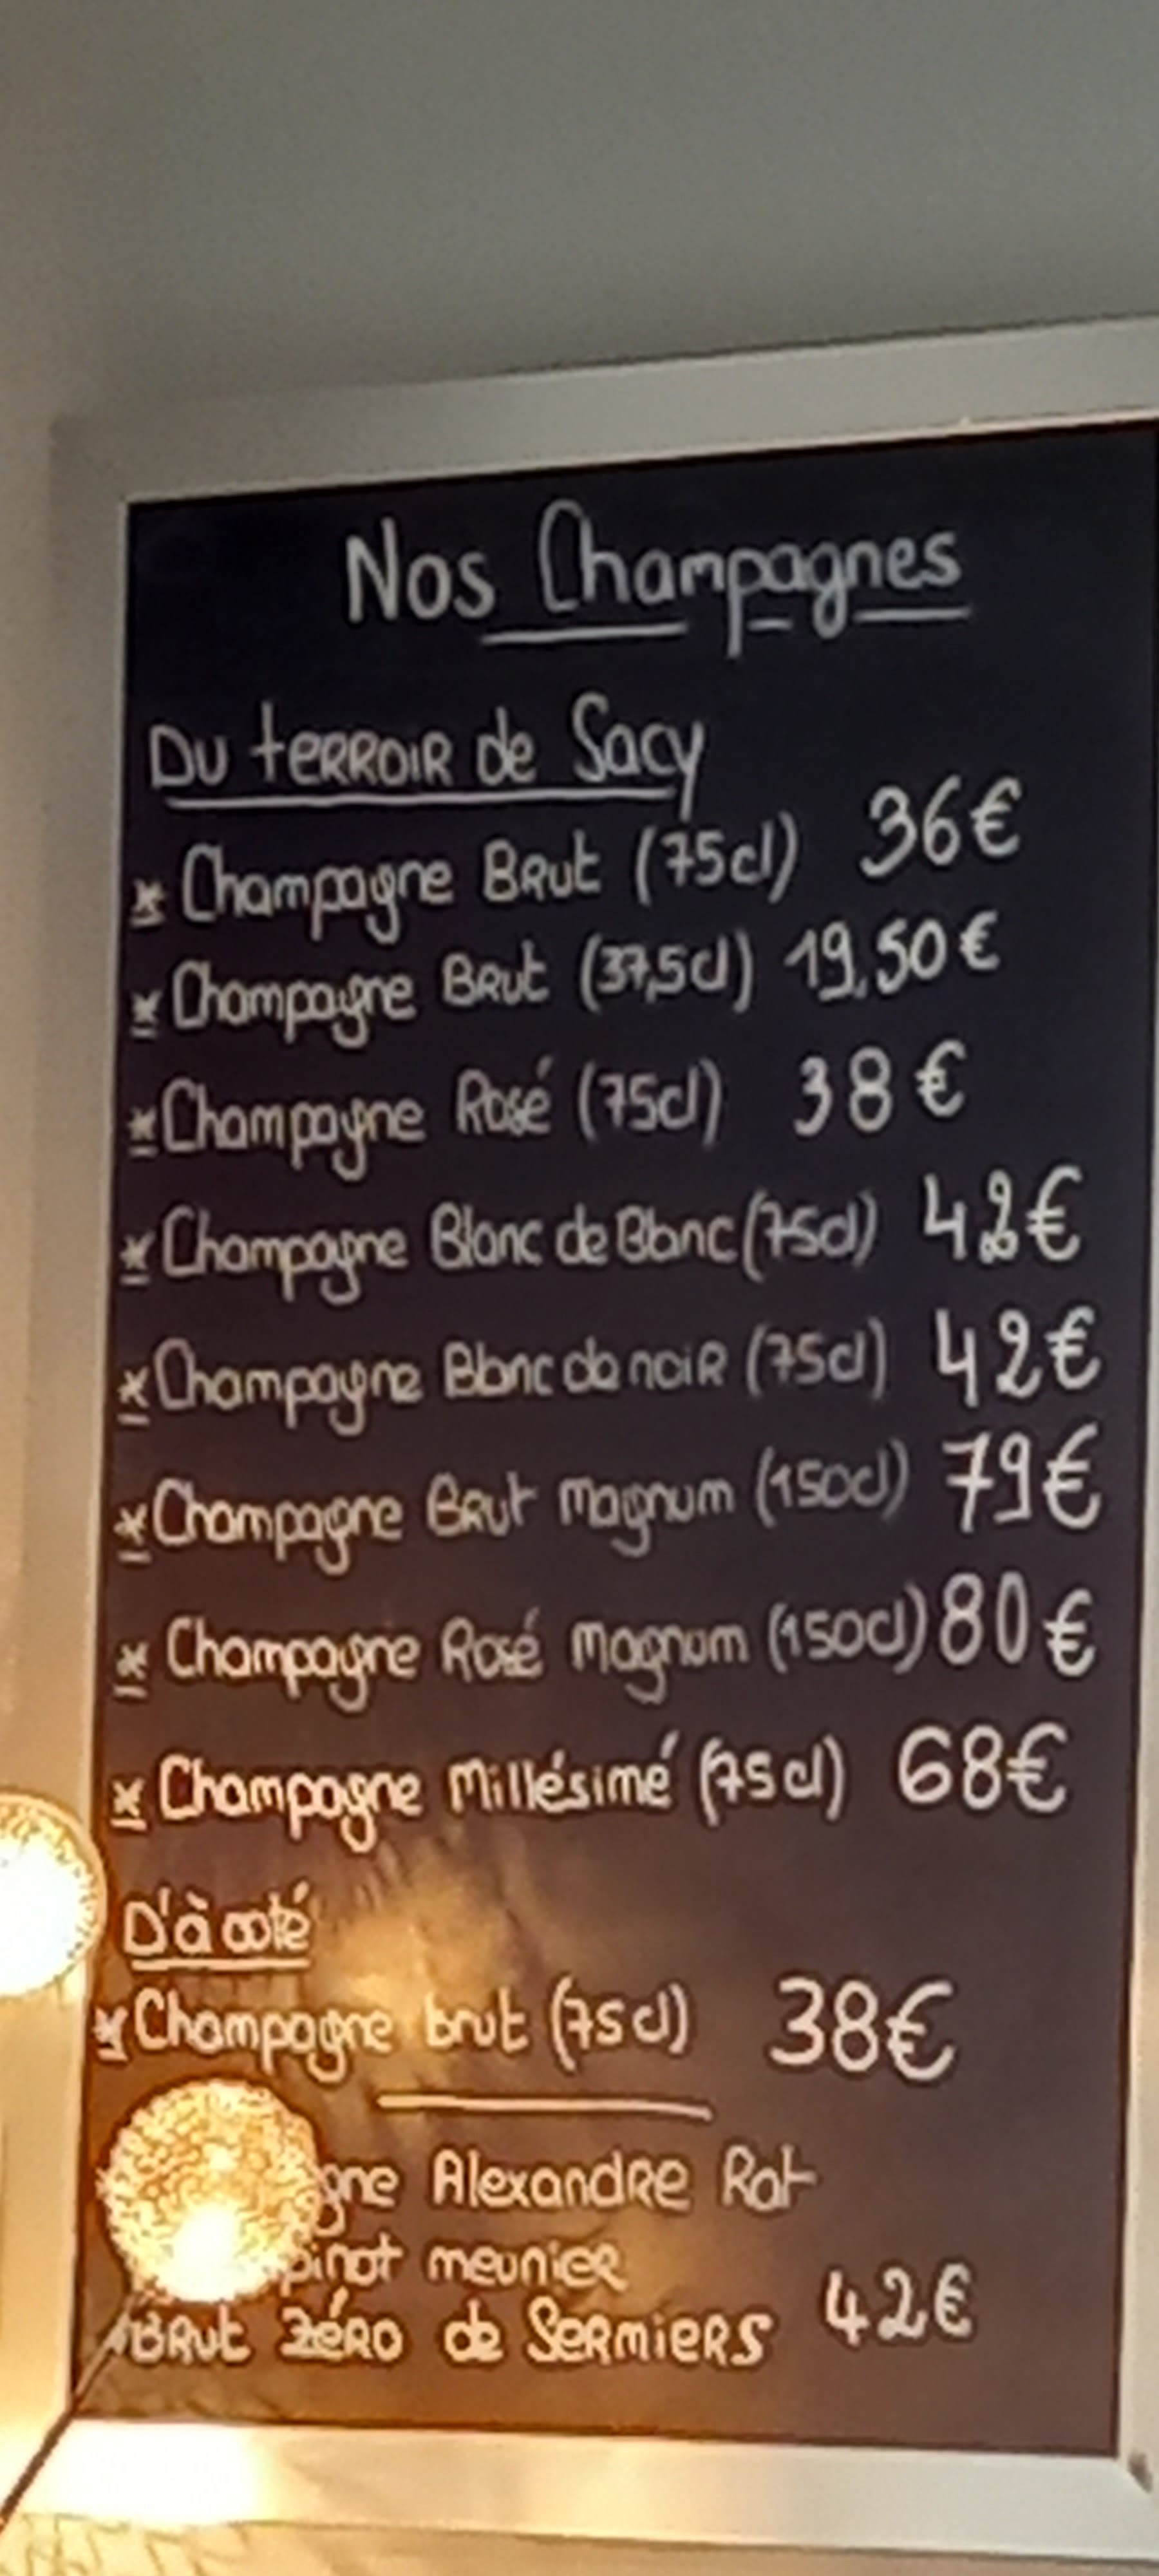 Nos Champagnes
Du terroir de Sacy
* Champagne Brut (75cl) 36€
* Champagne Brut (37,5cl) 19,50€
* Champagne Rosé (75cl) 38€
* Champagne Blanc de Blanc (75cl) 42€
* Champagne Blanc de noir (75cl) 42€
* Champagne Brut Magnum (150cl) 79€
* Champagne Rosé Magnum (150cl) 80€
* Champagne Millésimé (75cl) 68€
D'à coté
* Champagne brut (75cl) 38€
gne Alexandre Rat
pinot meunier
Brut Zéro de Sermiers 42€